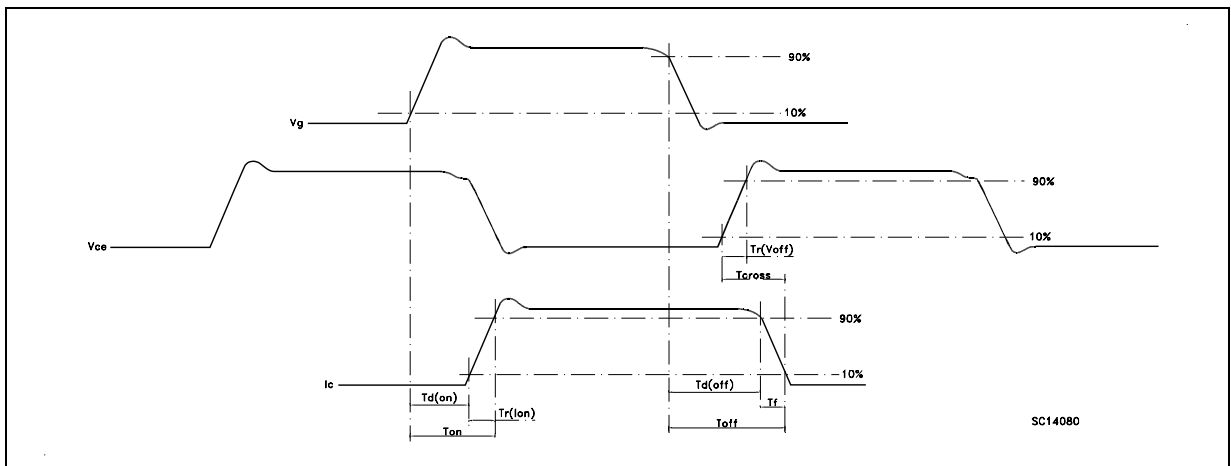 90%
10%
Vg
90%
Vce
10%
Tr(Voff)
Tcross
90%
Ic
10%
Td(on)
Td(off)
Tf
Tr(Ion)
Ton
Toff
SC14080